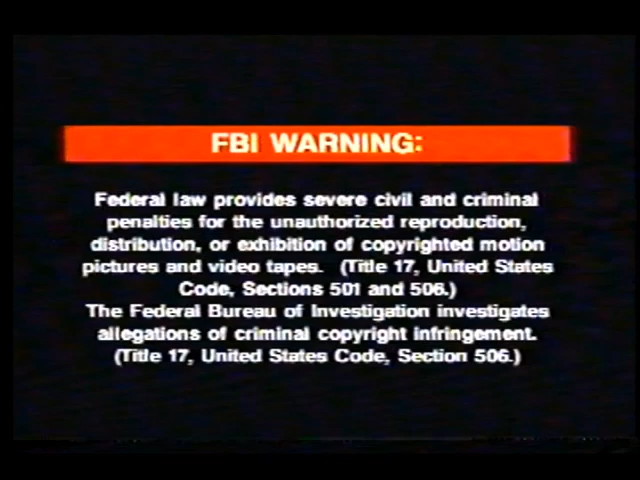 FBI WARNING:
Federal law provides severe civil and criminal
penalties for the unauthorized reproduction,
distribution, or exhibition of copyrighted motion
pictures and video tapes. (Title 17, United States
Code, Sections 501 and 506.)
The Federal Bureau of Investigation investigates
allegations of criminal copyright infringement.
(Title 17, United States Code, Section 506.)